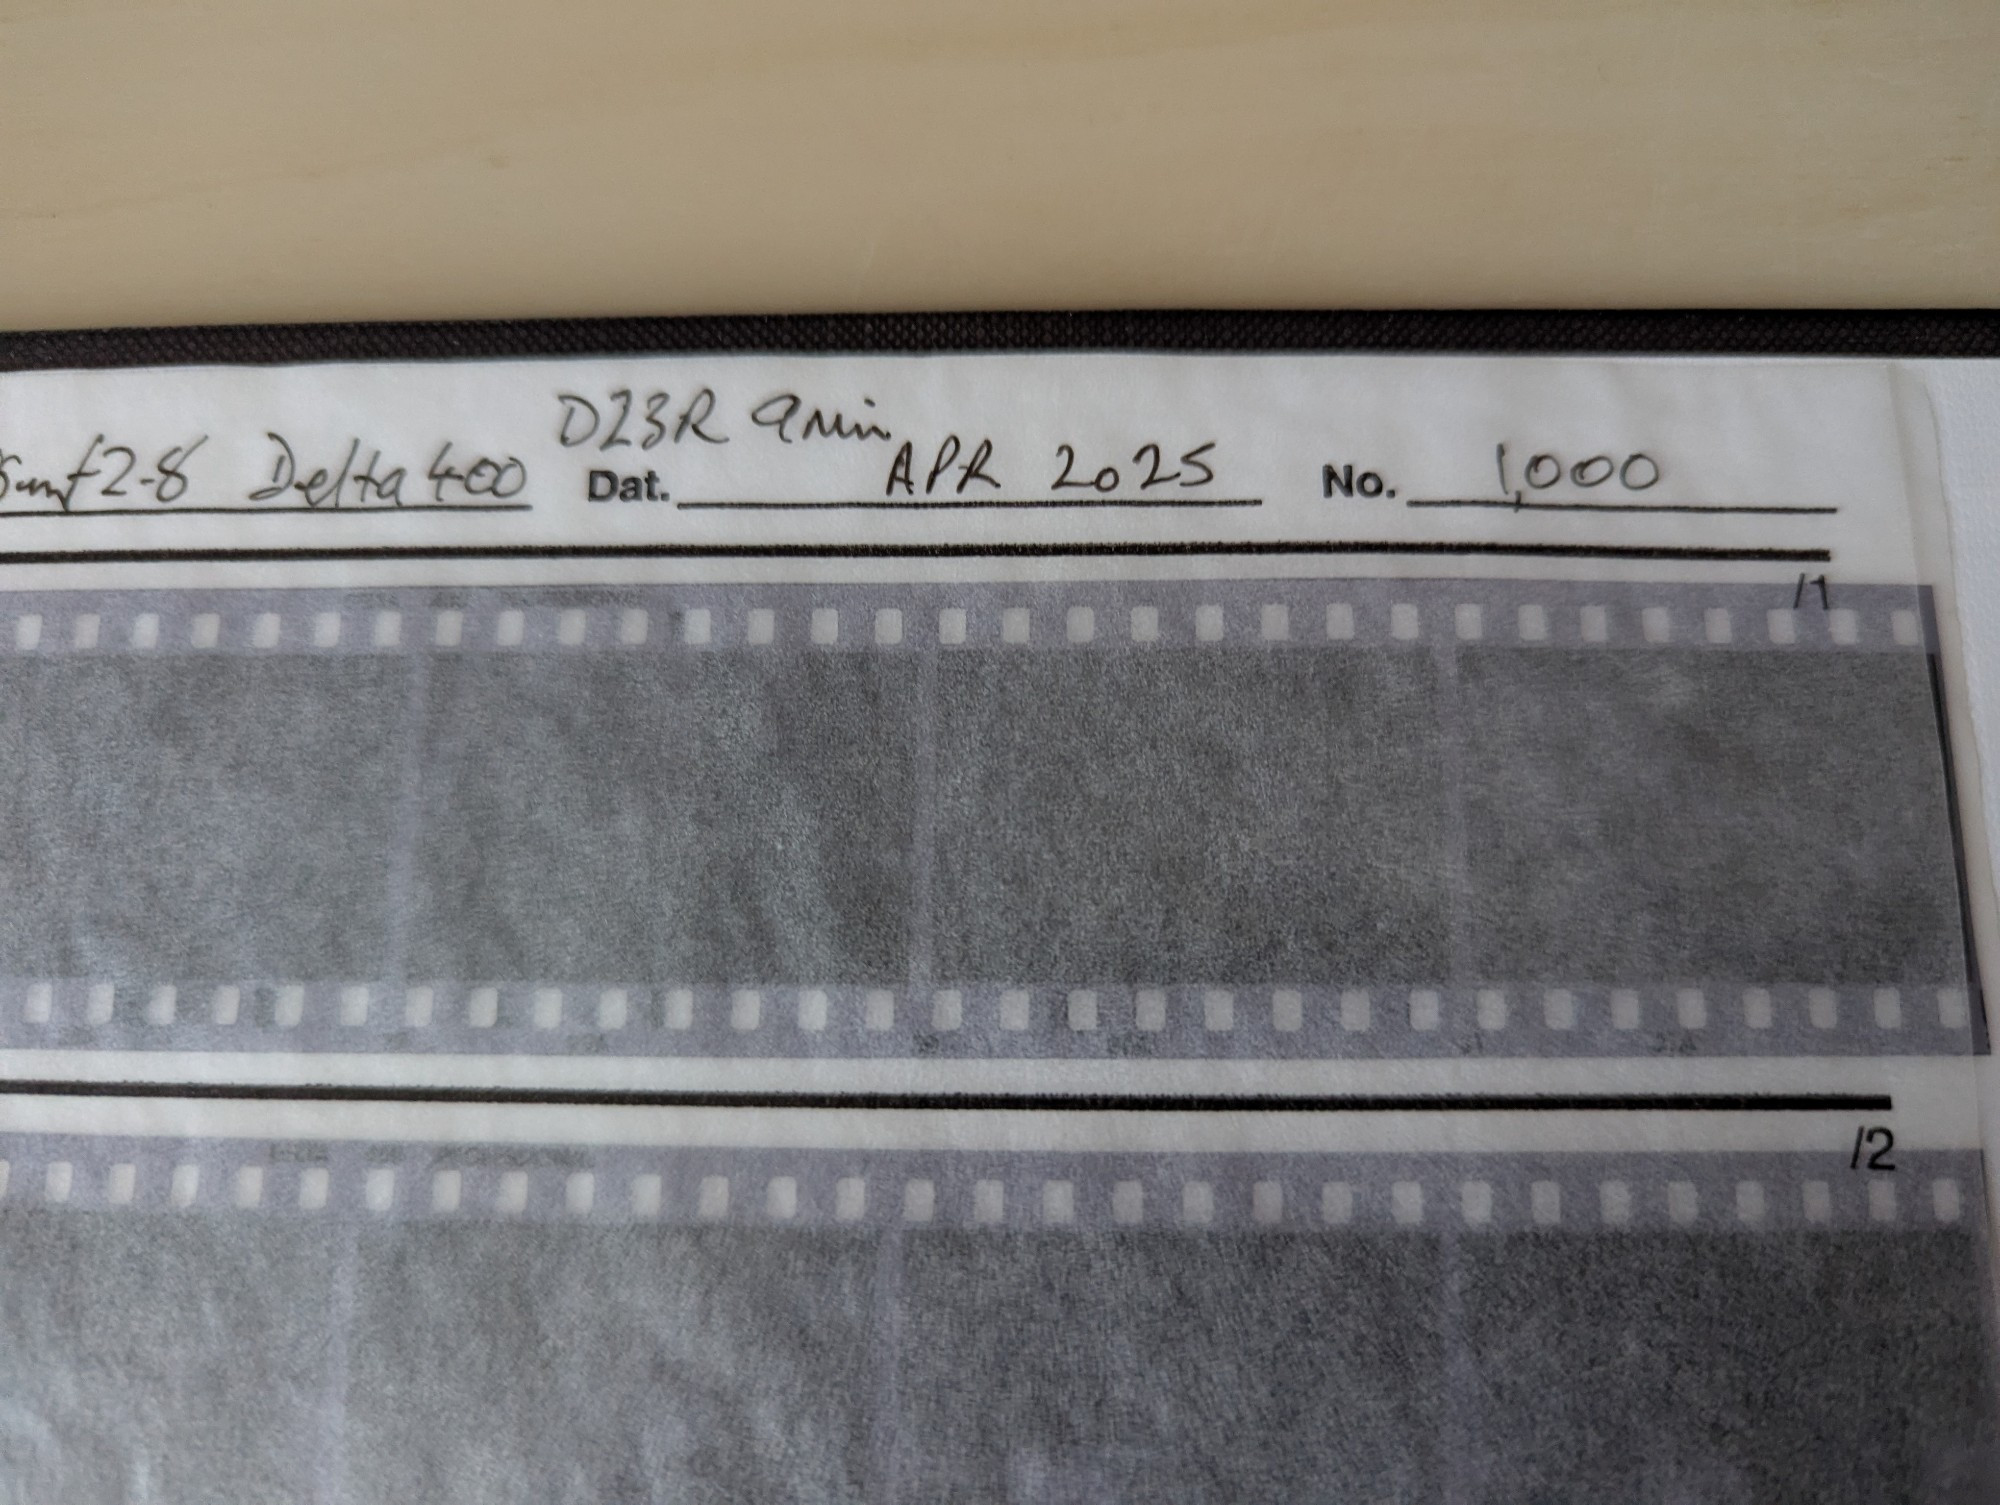 D23R 9min
f2.8 Delta 400 Dat. APR 2025 No. 1,000
/1
/2